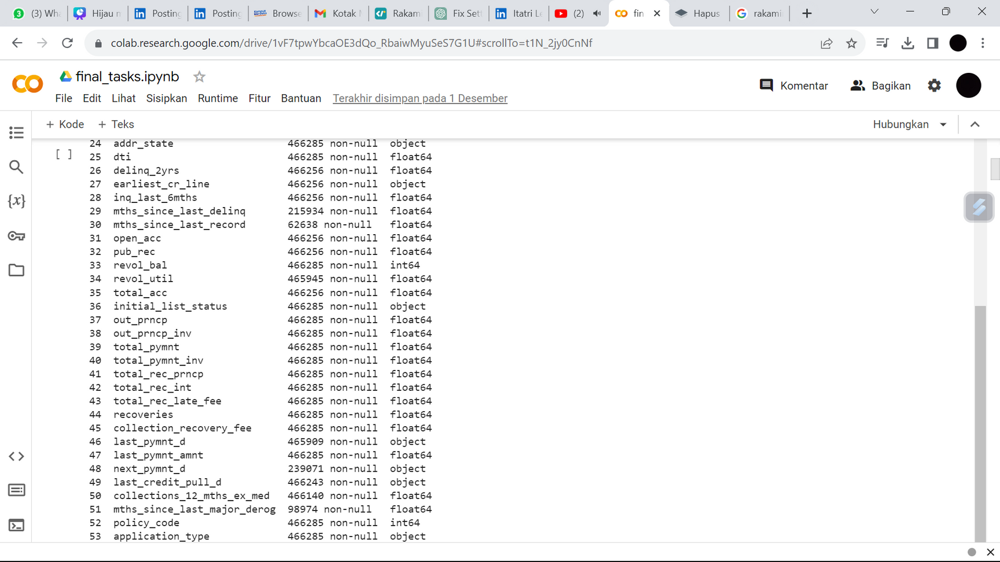 3 (3) Wha Hijau m Posting Posting Kampus Merdeka Browse Kotak Rakami Fix Set Itatri Le (2) fin Hapus rakami
colab.research.google.com/drive/1vF7tpwYbcaOE3dQo_RbaiwMyuSeS7G1U#scrollTo=t1N_2jy0CnNf
final_tasks.ipynb
Komentar Bagikan
File Edit Lihat Sisipkan Runtime Fitur Bantuan Terakhir disimpan pada 1 Desember
+ Kode + Teks Hubungkan
24 addr_state 466285 non-null object
[ ] 25 dti 466285 non-null float64
26 delinq_2yrs 466256 non-null float64
27 earliest_cr_line 466256 non-null object
28 inq_last_6mths 466256 non-null float64
29 mths_since_last_delinq 215934 non-null float64
30 mths_since_last_record 62638 non-null float64
31 open_acc 466256 non-null float64
32 pub_rec 466256 non-null float64
33 revol_bal 466285 non-null int64
34 revol_util 465945 non-null float64
35 total_acc 466256 non-null float64
36 initial_list_status 466285 non-null object
37 out_prncp 466285 non-null float64
38 out_prncp_inv 466285 non-null float64
39 total_pymnt 466285 non-null float64
40 total_pymnt_inv 466285 non-null float64
41 total_rec_prncp 466285 non-null float64
42 total_rec_int 466285 non-null float64
43 total_rec_late_fee 466285 non-null float64
44 recoveries 466285 non-null float64
45 collection_recovery_fee 466285 non-null float64
46 last_pymnt_d 465909 non-null object
47 last_pymnt_amnt 466285 non-null float64
48 next_pymnt_d 239071 non-null object
49 last_credit_pull_d 466243 non-null object
50 collections_12_mths_ex_med 466140 non-null float64
51 mths_since_last_major_derog 98974 non-null float64
52 policy_code 466285 non-null int64
53 application_type 466285 non-null object